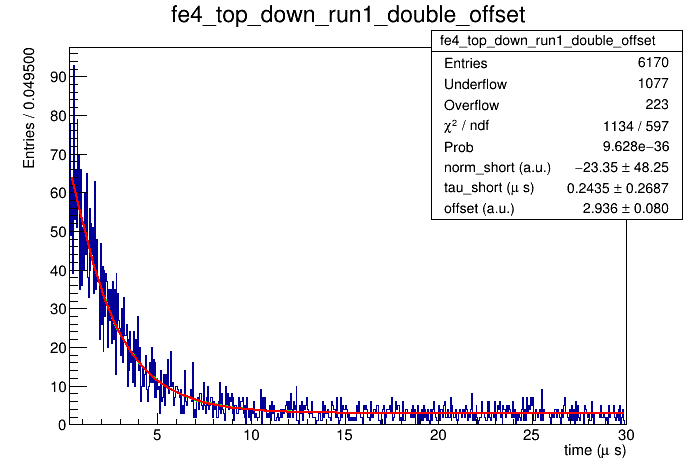 fe4_top_down_run1_double_offset
fe4_top_down_run1_double_offset
Entries 6170
Underflow 1077
Overflow 223
χ² / ndf 1134 / 597
Prob 9.628e−36
norm_short (a.u.) −23.35 ± 48.25
tau_short (μ s) 0.2435 ± 0.2687
offset (a.u.) 2.936 ± 0.080
Entries / 0.049500
90
80
70
60
50
40
30
20
10
0
5 10 15 20 25 30
time (μ s)